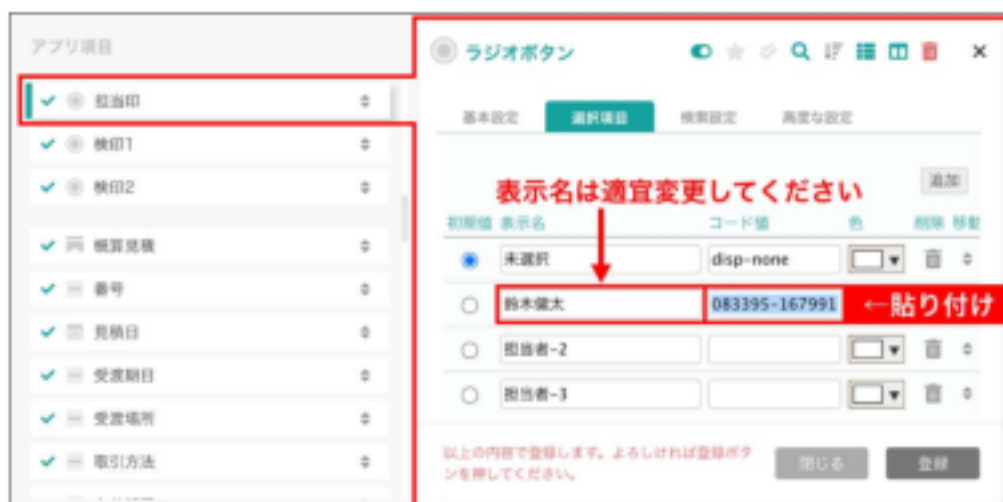 アプリ項目
担当印
検印1
検印2
概算見積
番号
見積日
受渡期日
受渡場所
取引方法
ラジオボタン
基本設定 選択項目 検索設定 高度な設定
追加
表示名は適宜変更してください
初期値 表示名 コード値 色 削除 移動
未選択 disp-none
鈴木健太 083395-167991 ←貼り付け
担当者-2
担当者-3
以上の内容で登録します。よろしければ登録ボタ
ンを押してください。
閉じる 登録